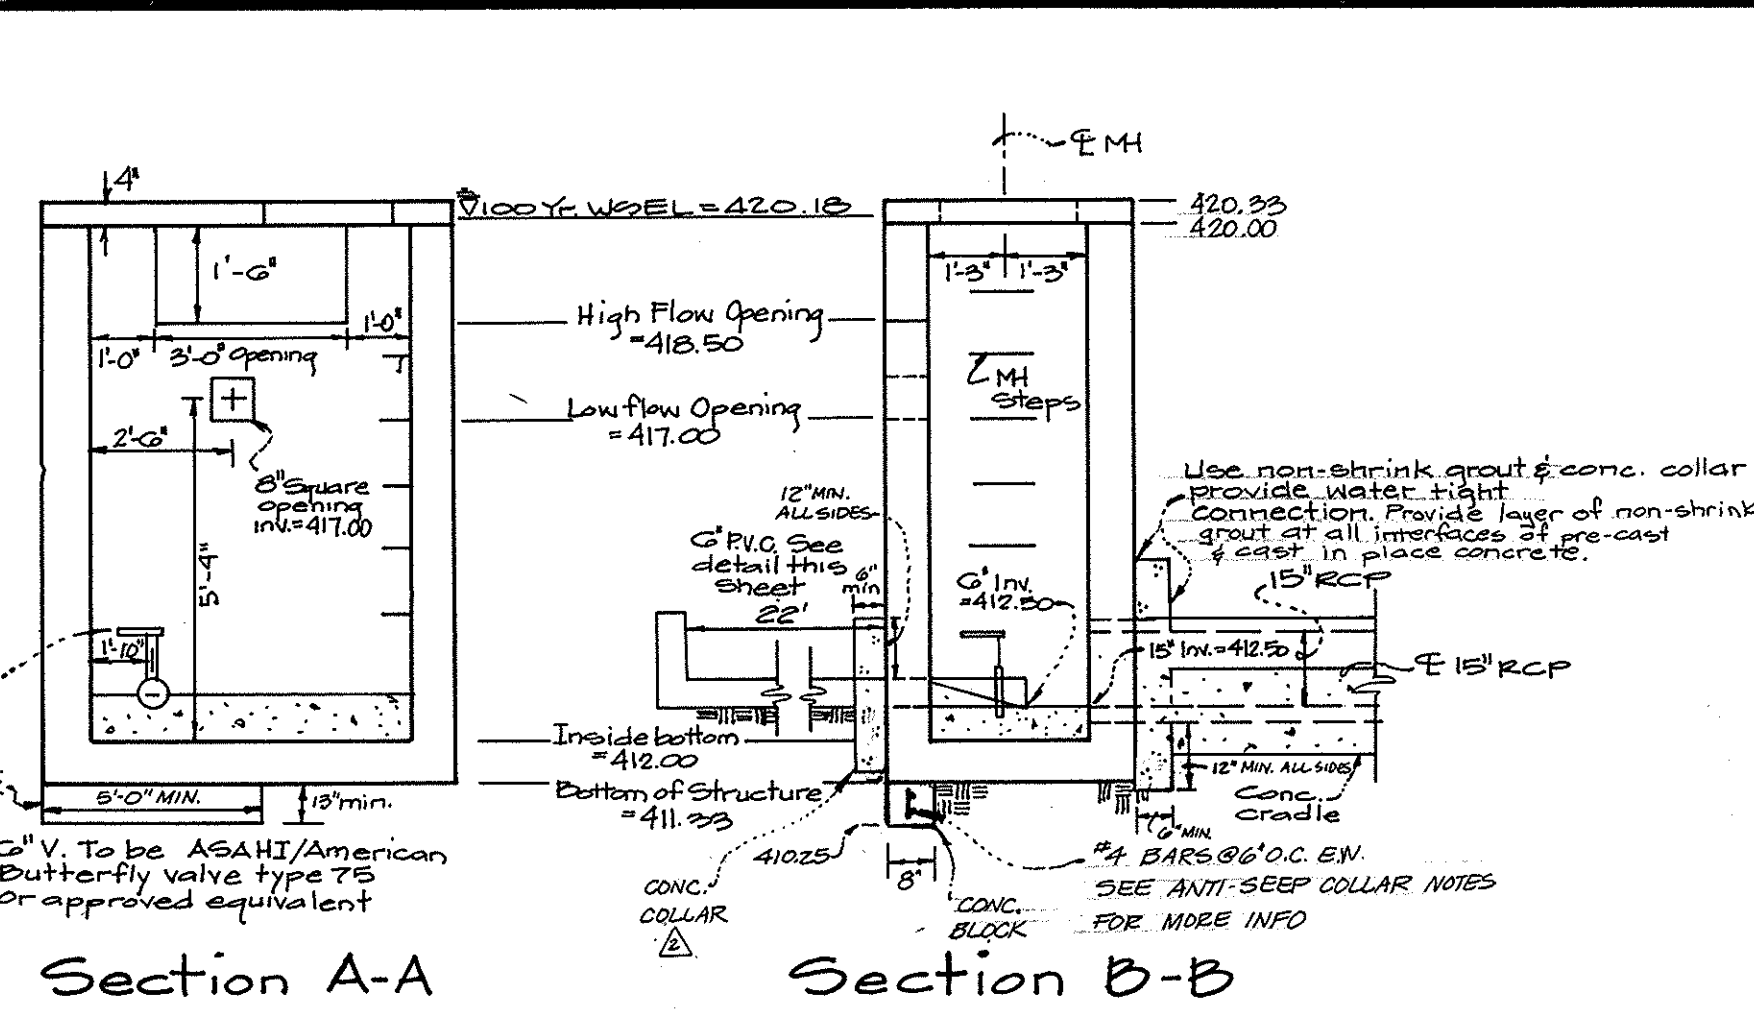 4"
1'-6"
1'-0"
3'-0" Opening
1'-0"
2'-6"
8" Square
opening
inv.=417.00
5'-4"
1'-10"
5'-0" MIN.
13" min.
6" V. To be ASAHI/American
Butterfly valve type 75
or approved equivalent
Section A-A
100 Yr. WSEL = 420.18
High Flow Opening
=418.50
Low flow Opening
=417.00
12" MIN.
ALL SIDES
6" P.V.C. See
detail this
Sheet
6"
min
22'
Inside bottom
=412.00
Bottom of Structure
=411.33
410.25
CONC.
COLLAR
2
℄ MH
420.33
420.00
1'-3" 1'-3"
MH
Steps
6" Inv.
=412.50
Use non-shrink grout & conc. collar
provide water tight
connection. Provide layer of non-shrink
grout at all interfaces of pre-cast
& cast in place concrete.
15" RCP
15" Inv.=412.50
℄ 15" RCP
12" MIN. ALL SIDES
Conc.
cradle
6" MIN.
8"
CONC.
BLOCK
#4 BARS @ 6" O.C. E.W.
SEE ANTI-SEEP COLLAR NOTES
FOR MORE INFO
Section B-B